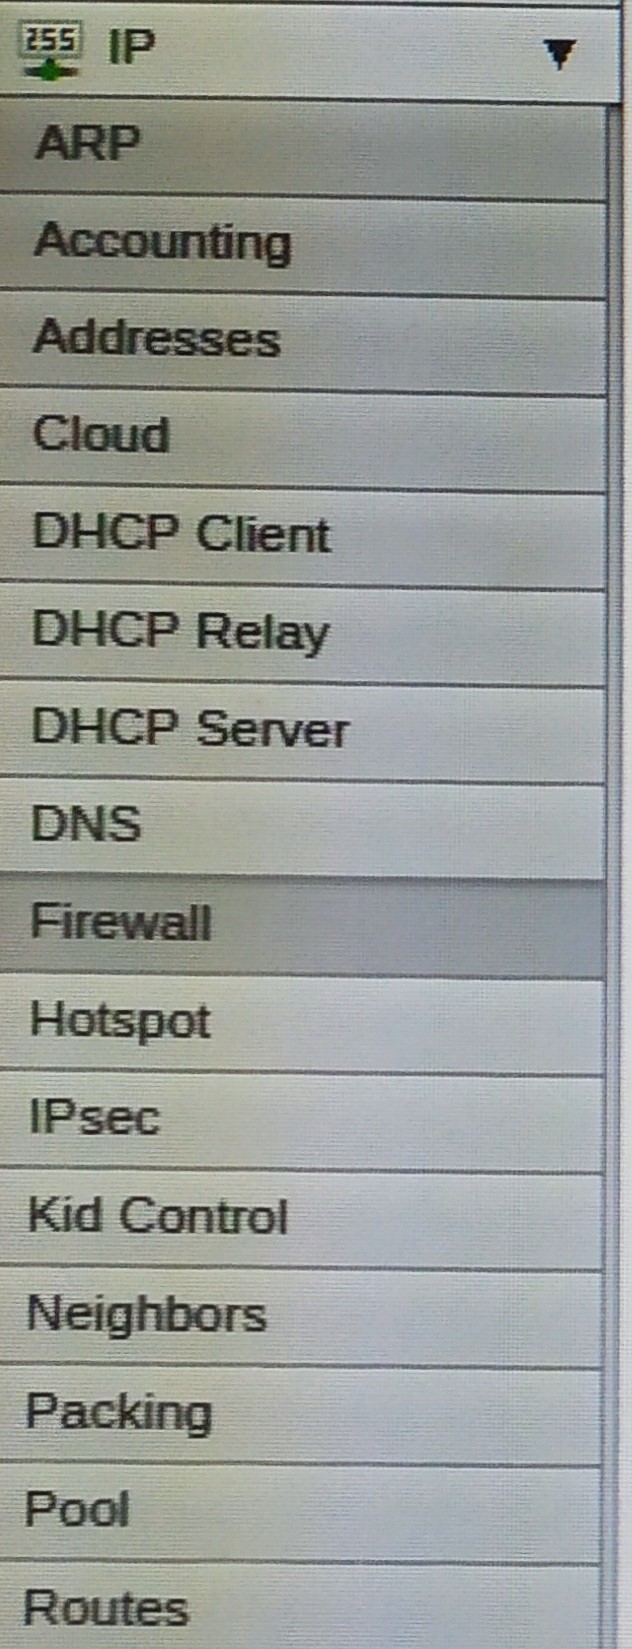 255 IP
ARP
Accounting
Addresses
Cloud
DHCP Client
DHCP Relay
DHCP Server
DNS
Firewall
Hotspot
IPsec
Kid Control
Neighbors
Packing
Pool
Routes